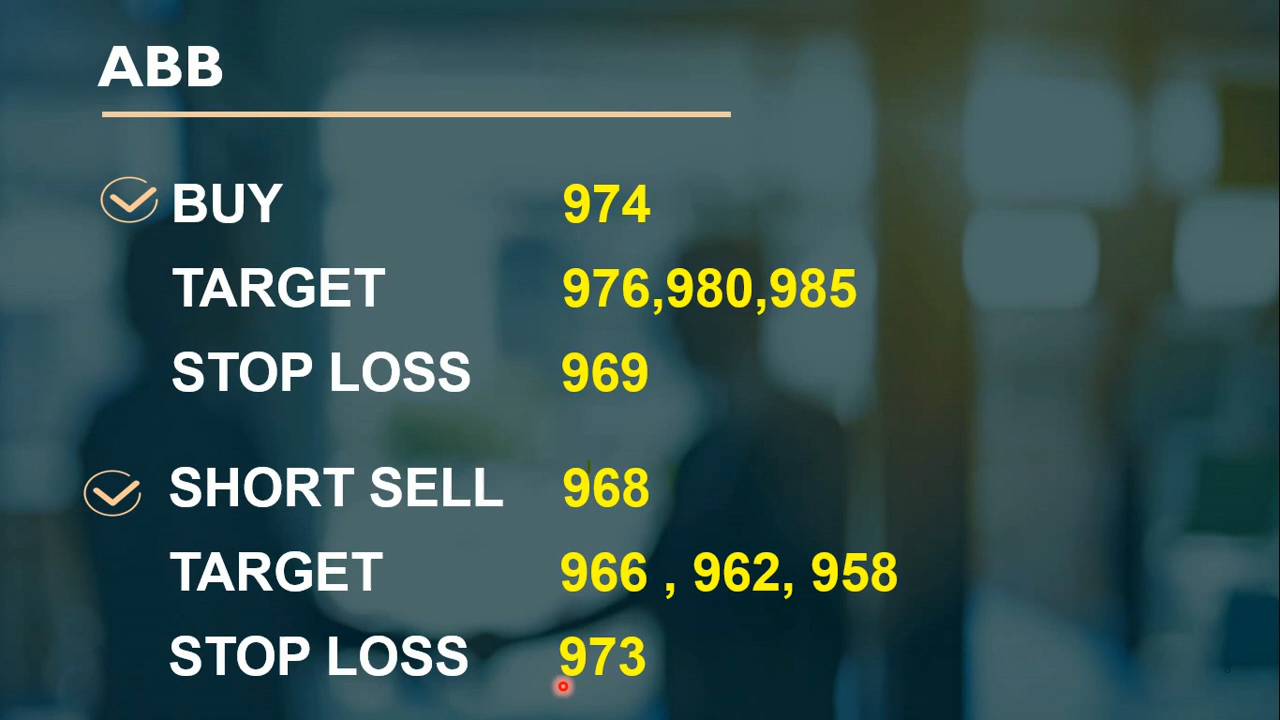 ABB
BUY 974
TARGET 976,980,985
STOP LOSS 969
SHORT SELL 968
TARGET 966 , 962, 958
STOP LOSS 973